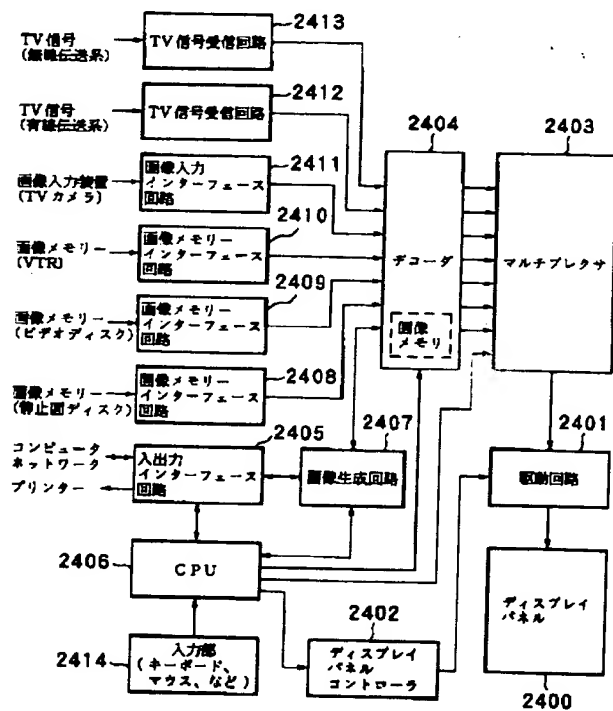 2413
TV信号
(無線伝送系)
TV信号受信回路
2412
TV信号
(有線伝送系)
TV信号受信回路
2404
2403
2411
画像入力装置
(TVカメラ)
画像入力
インターフェース
回路
2410
画像メモリー
(VTR)
画像メモリー
インターフェース
回路
デコーダ
マルチプレクサ
2409
画像メモリー
(ビデオディスク)
画像メモリー
インターフェース
回路
画像
メモリ
2408
画像メモリー
(静止画ディスク)
画像メモリー
インターフェース
回路
2405
2407
2401
コンピュータ
ネットワーク
プリンター
入出力
インターフェース
回路
画像生成回路
駆動回路
2406
CPU
2402
ディスプレイ
パネル
2414
入力部
(キーボード、
マウス、など)
ディスプレイ
パネル
コントローラ
2400